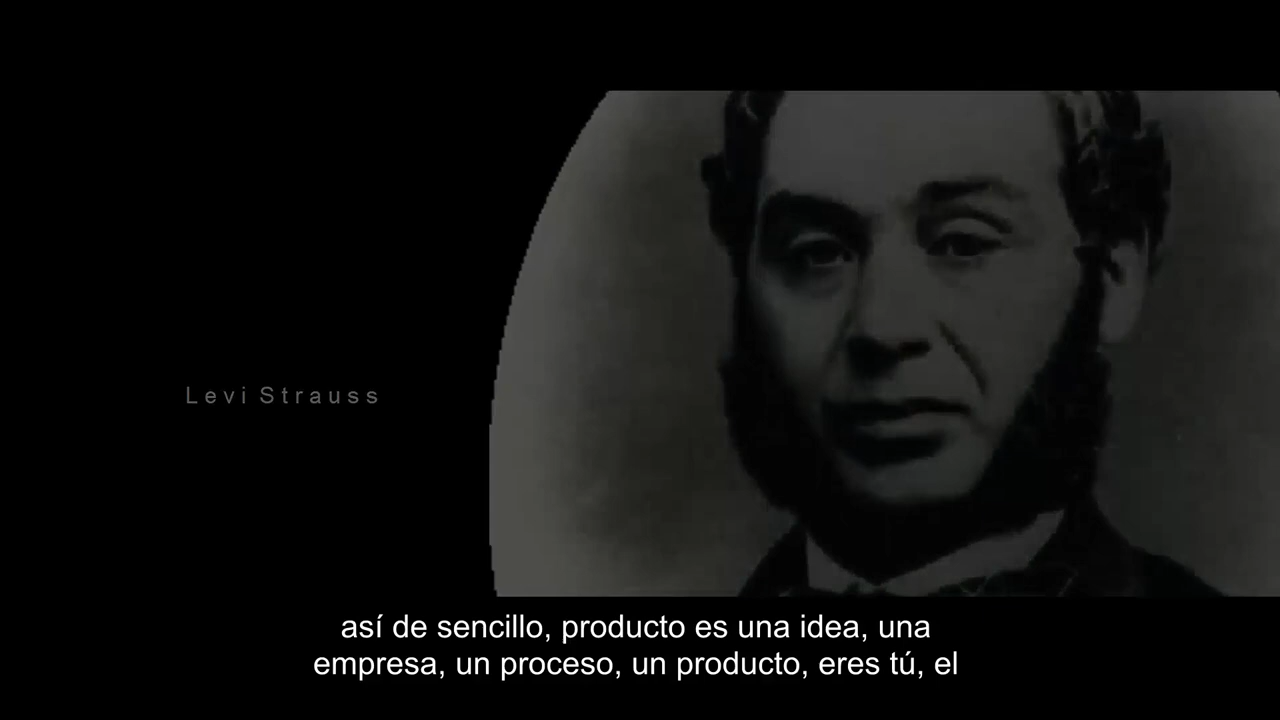 Levi Strauss
así de sencillo, producto es una idea, una
empresa, un proceso, un producto, eres tú, el